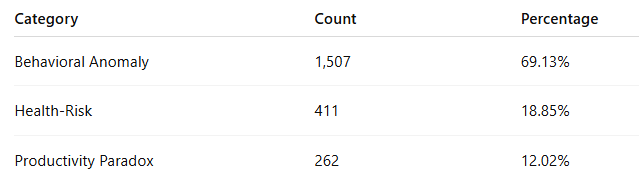 Category Count Percentage
Behavioral Anomaly 1,507 69.13%
Health-Risk 411 18.85%
Productivity Paradox 262 12.02%